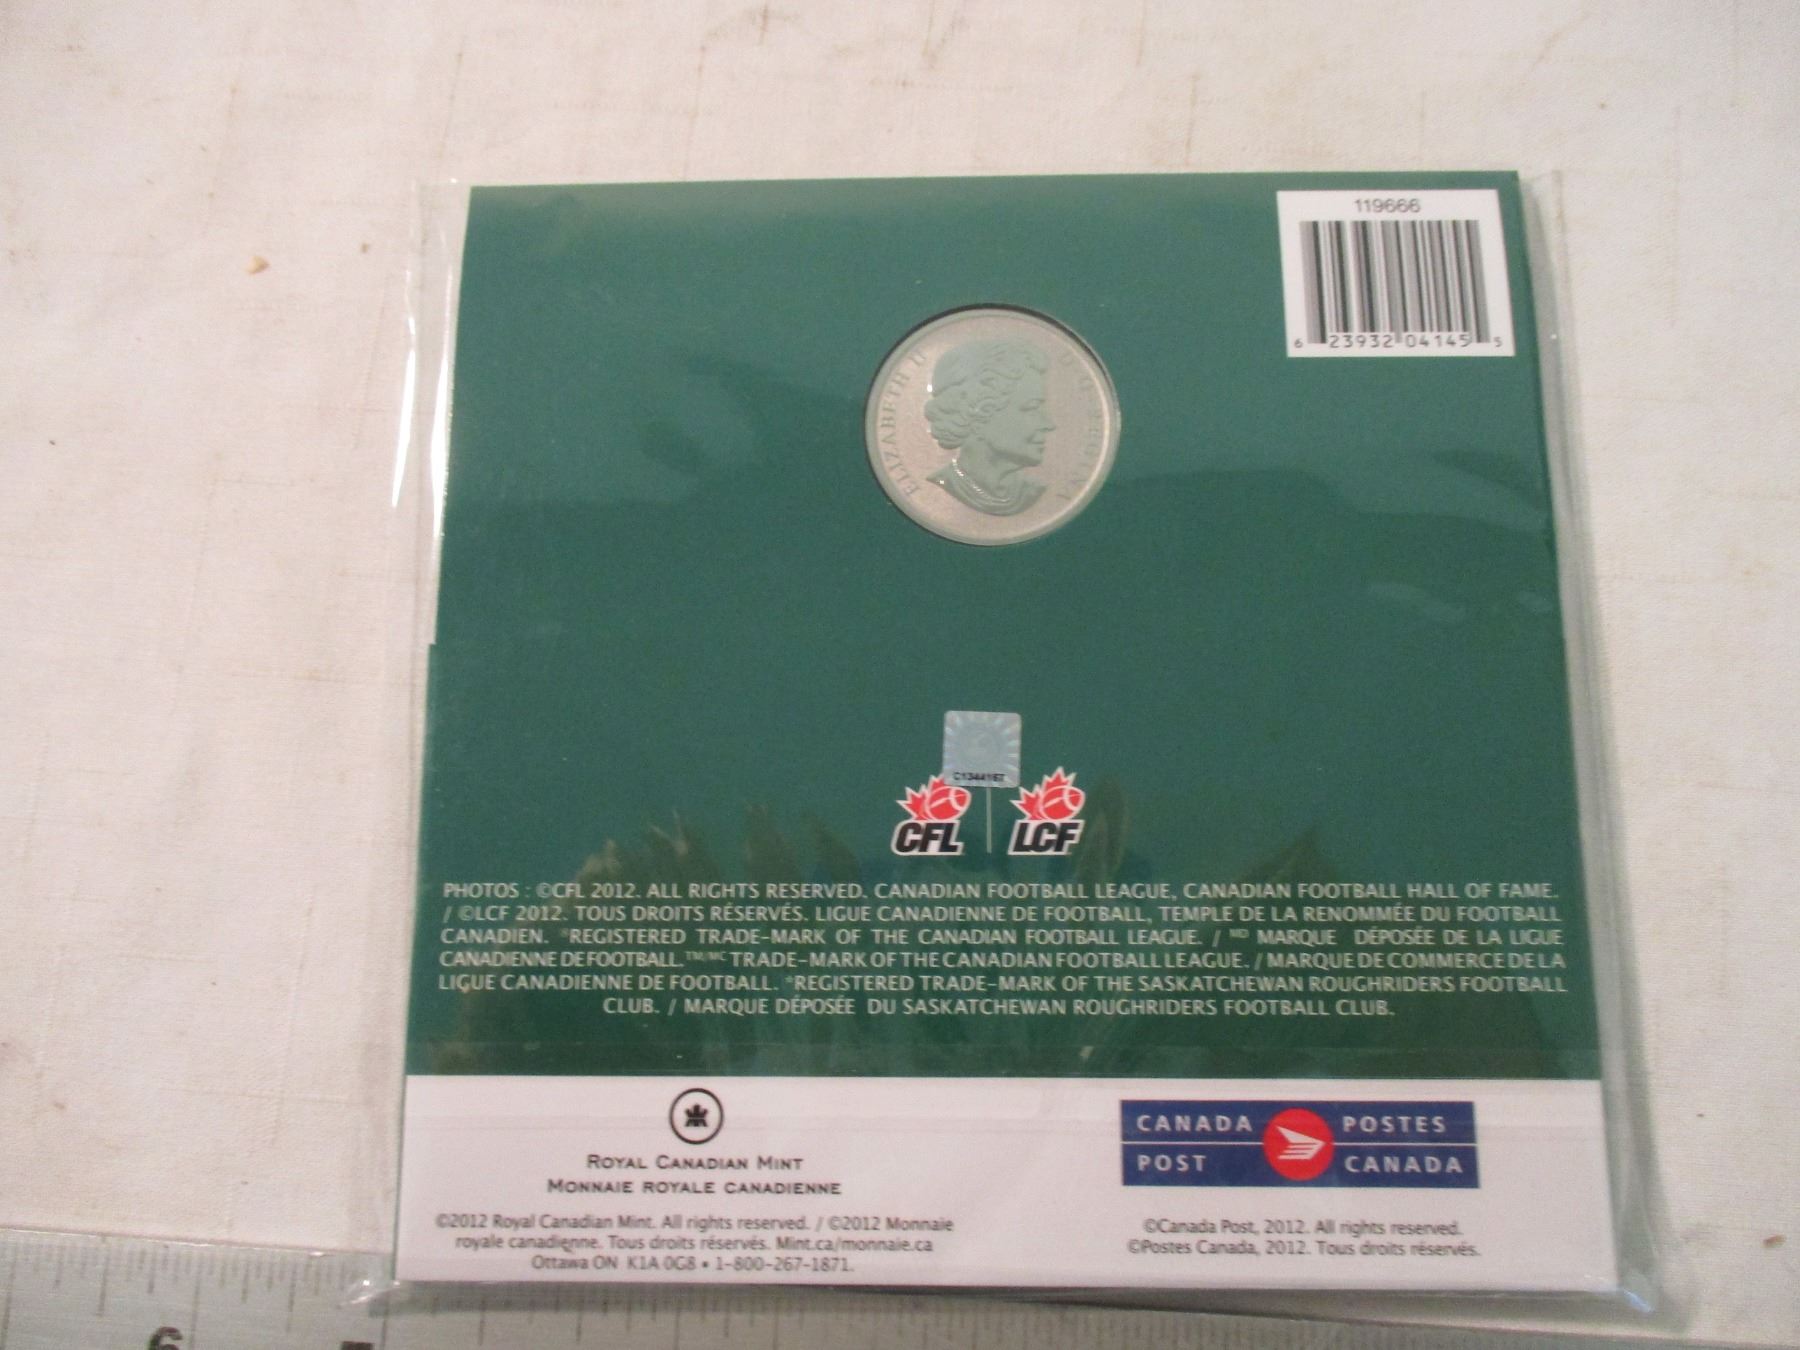 119666
6 23932 04145 5
ELIZABETH II D·G·REGINA
C1344167
CFL LCF
PHOTOS : ©CFL 2012. ALL RIGHTS RESERVED. CANADIAN FOOTBALL LEAGUE, CANADIAN FOOTBALL HALL OF FAME.
/ ©LCF 2012. TOUS DROITS RÉSERVÉS. LIGUE CANADIENNE DE FOOTBALL, TEMPLE DE LA RENOMMÉE DU FOOTBALL
CANADIEN. ®REGISTERED TRADE-MARK OF THE CANADIAN FOOTBALL LEAGUE. / MD MARQUE DÉPOSÉE DE LA LIGUE
CANADIENNE DE FOOTBALL. TM/MC TRADE-MARK OF THE CANADIAN FOOTBALL LEAGUE. / MARQUE DE COMMERCE DE LA
LIGUE CANADIENNE DE FOOTBALL. ®REGISTERED TRADE-MARK OF THE SASKATCHEWAN ROUGHRIDERS FOOTBALL
CLUB. / MARQUE DÉPOSÉE DU SASKATCHEWAN ROUGHRIDERS FOOTBALL CLUB.
ROYAL CANADIAN MINT
MONNAIE ROYALE CANADIENNE
©2012 Royal Canadian Mint. All rights reserved. / ©2012 Monnaie
royale canadienne. Tous droits réservés. Mint.ca/monnaie.ca
Ottawa ON K1A 0G8 • 1-800-267-1871.
CANADA POSTES
POST CANADA
©Canada Post, 2012. All rights reserved.
©Postes Canada, 2012. Tous droits réservés.
6